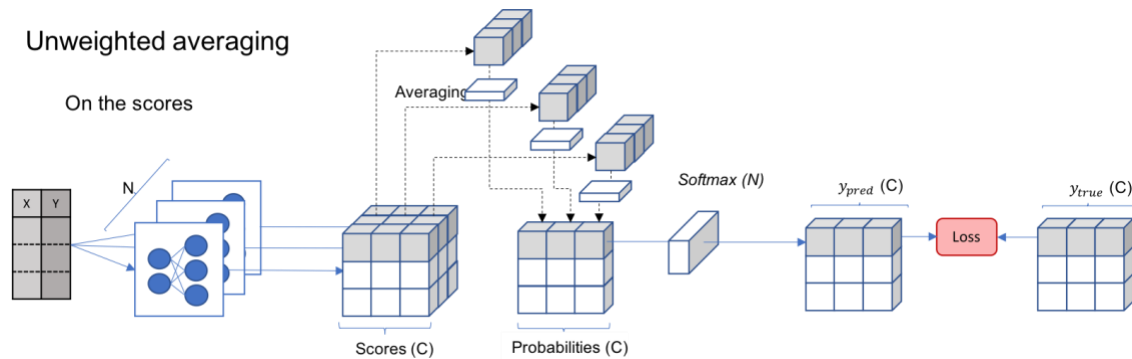 Unweighted averaging
On the scores
Averaging
N
X Y
Softmax (N)
y_pred (C)
y_true (C)
Loss
Scores (C)
Probabilities (C)